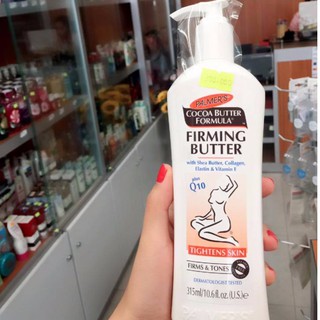 PALMER'S
COCOA BUTTER
FORMULA
FIRMING
BUTTER
with Shea Butter, Collagen,
Elastin & Vitamin E
plus
Q10
TIGHTENS SKIN
FIRMS & TONES
DERMATOLOGIST TESTED
315ml/10.6fl.oz.(U.S.)e